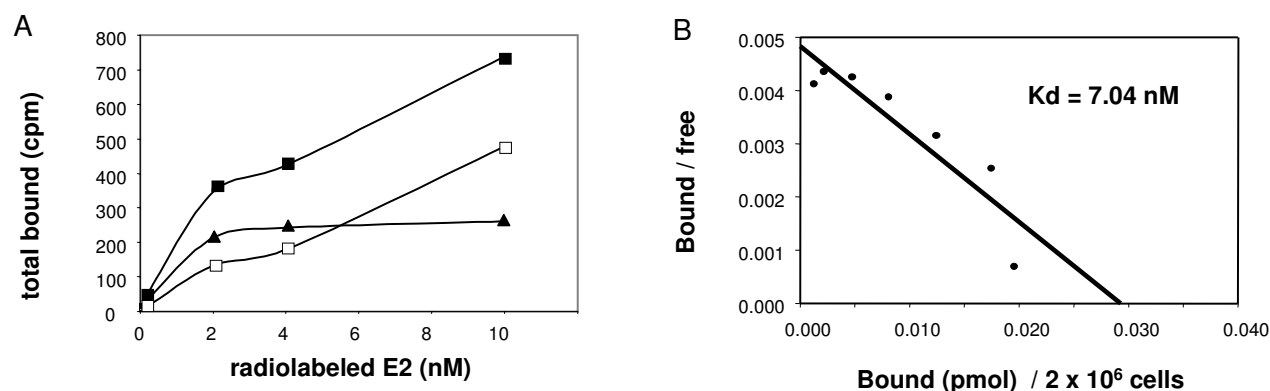 A
800
700
600
500
400
300
200
100
0
total bound (cpm)
0 2 4 6 8 10
radiolabeled E2 (nM)
B
0.005
0.004
0.003
0.002
0.001
0.000
Bound / free
Kd = 7.04 nM
0.000 0.010 0.020 0.030 0.040
Bound (pmol) / 2 x 10⁶ cells